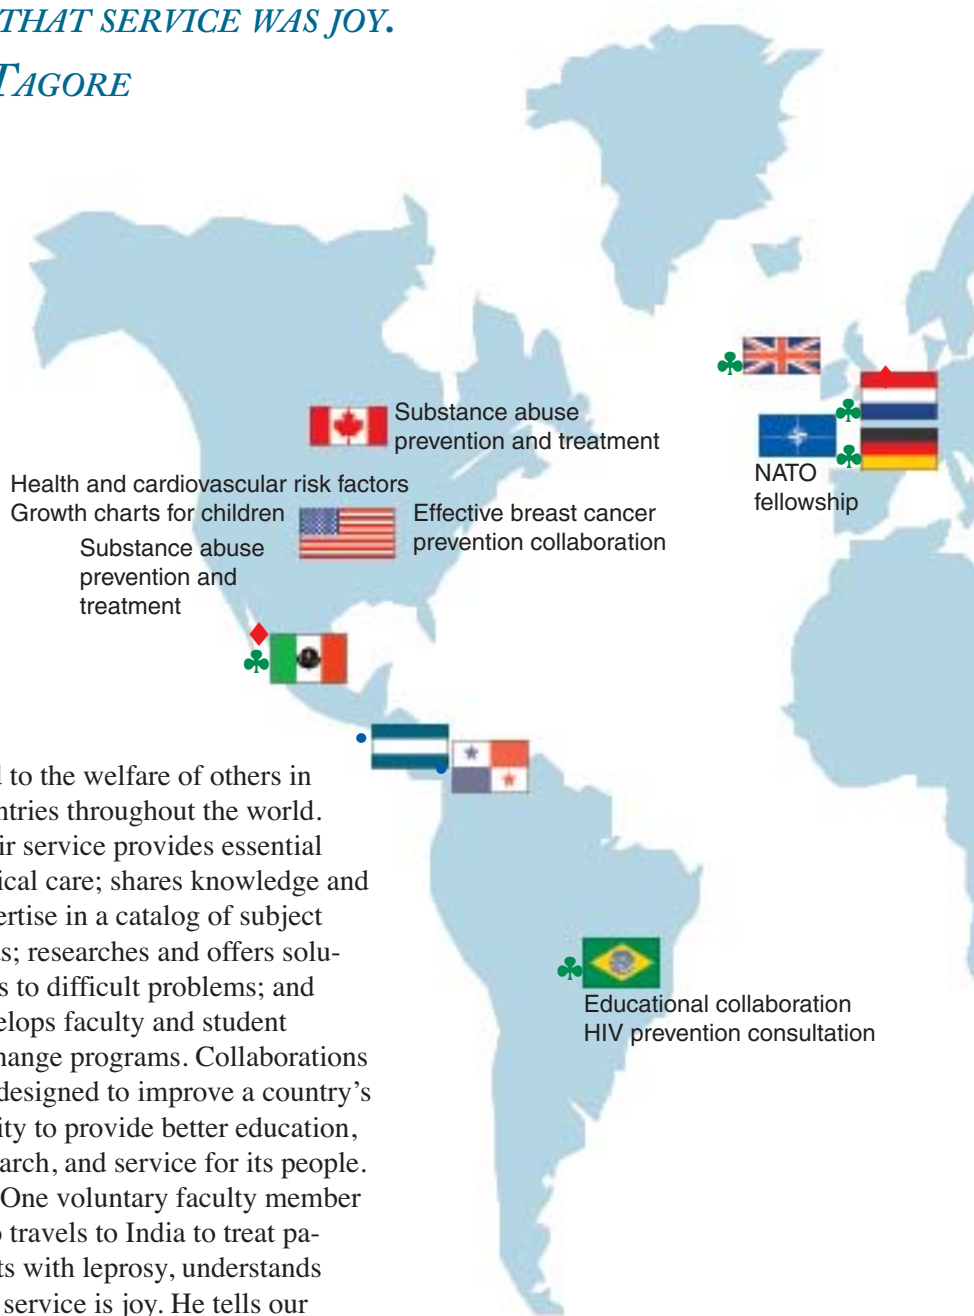 THAT SERVICE WAS JOY.
TAGORE
Substance abuse
prevention and treatment
Health and cardiovascular risk factors
Growth charts for children
Effective breast cancer
prevention collaboration
Substance abuse
prevention and
treatment
NATO
fellowship
Educational collaboration
HIV prevention consultation
to the welfare of others in
ntries throughout the world.
ir service provides essential
ical care; shares knowledge and
ertise in a catalog of subject
s; researches and offers solu-
s to difficult problems; and
elops faculty and student
hange programs. Collaborations
designed to improve a country’s
ity to provide better education,
arch, and service for its people.
One voluntary faculty member
travels to India to treat pa-
ts with leprosy, understands
service is joy. He tells our